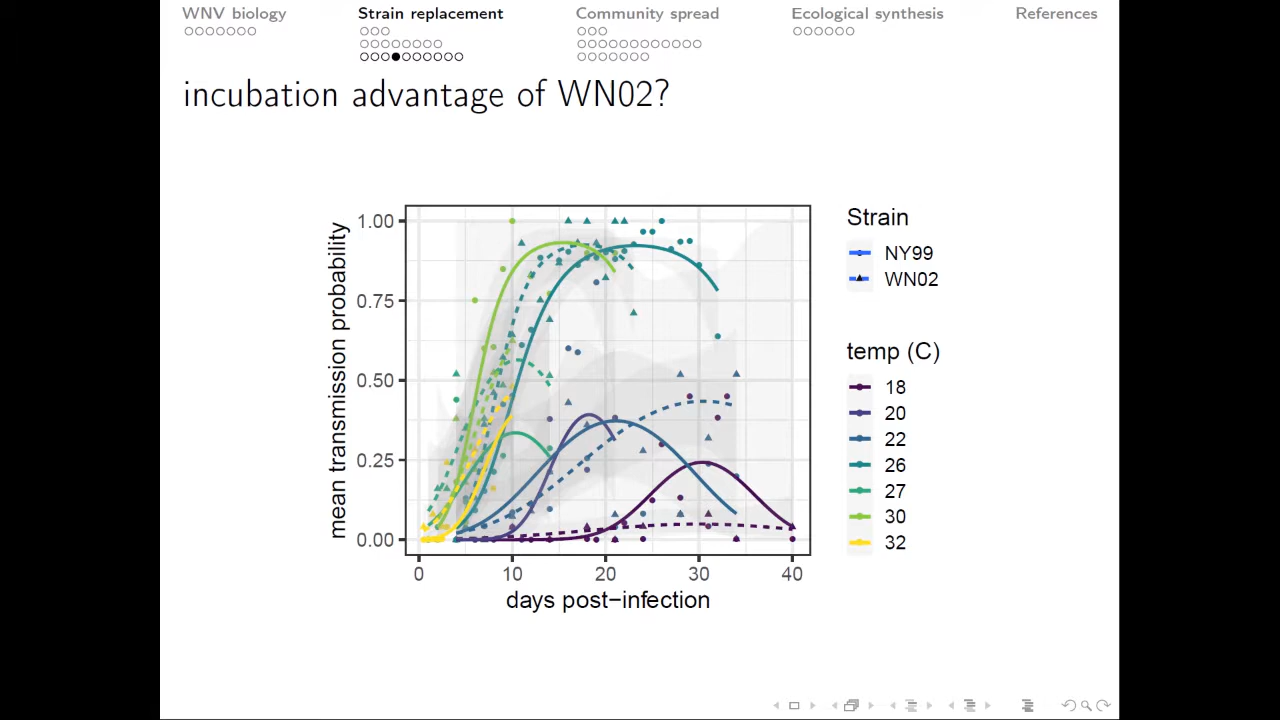 WNV biology Strain replacement Community spread Ecological synthesis References
incubation advantage of WN02?
mean transmission probability
1.00
0.75
0.50
0.25
0.00
0 10 20 30 40
days post−infection
Strain
NY99
WN02
temp (C)
18
20
22
26
27
30
32